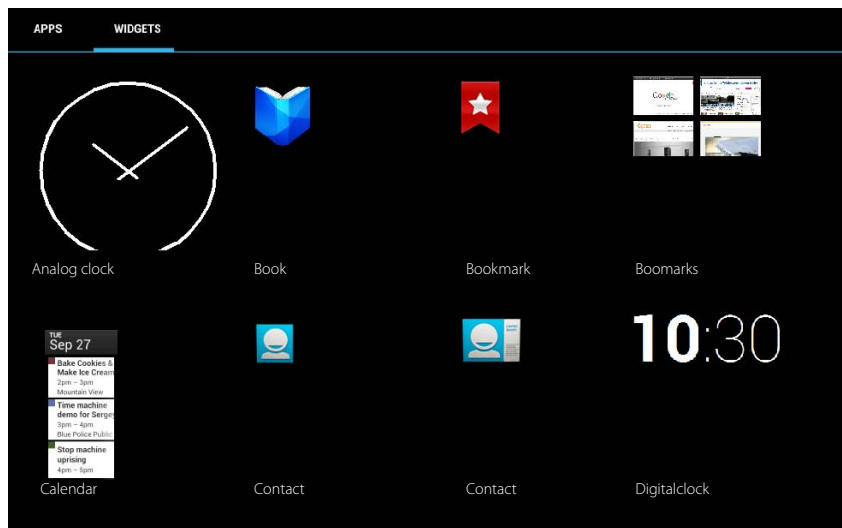 APPS WIDGETS
Analog clock Book Bookmark Boomarks
TUE
Sep 27
Bake Cookies &
Make Ice Cream
2pm – 3pm
Mountain View
Time machine
demo for Sergey
3pm – 4pm
Blue Police Public
Stop machine
uprising
4pm – 5pm
10:30
Calendar Contact Contact Digitalclock